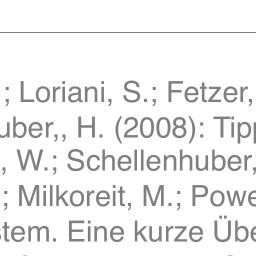 ; Loriani, S.; Fetzer,
uber,, H. (2008): Tipp
, W.; Schellenhuber,
; Milkoreit, M.; Powe
stem. Eine kurze Übe